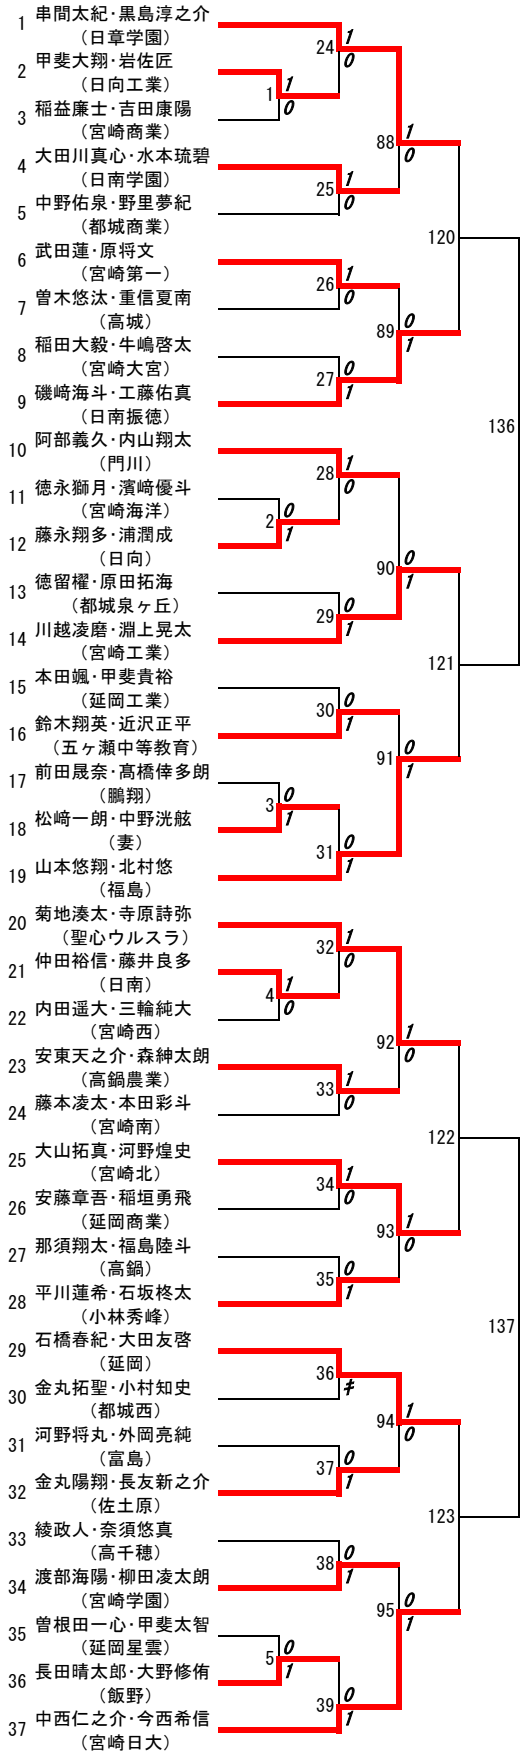 1 串間太紀・黒島淳之介
(日章学園)
2 甲斐大翔・岩佐匠
(日向工業)
3 稲益廉士・吉田康陽
(宮崎商業)
4 大田川真心・水本琉碧
(日南学園)
5 中野佑泉・野里夢紀
(都城商業)
6 武田蓮・原将文
(宮崎第一)
7 曽木悠汰・重信夏南
(高城)
8 稲田大毅・牛嶋啓太
(宮崎大宮)
9 磯﨑海斗・工藤佑真
(日南振徳)
10 阿部義久・内山翔太
(門川)
11 徳永獅月・濱﨑優斗
(宮崎海洋)
12 藤永翔多・浦潤成
(日向)
13 徳留櫂・原田拓海
(都城泉ヶ丘)
14 川越凌磨・淵上晃太
(宮崎工業)
15 本田颯・甲斐貴裕
(延岡工業)
16 鈴木翔英・近沢正平
(五ヶ瀬中等教育)
17 前田晟奈・髙橋倖多朗
(鵬翔)
18 松﨑一朗・中野洸舷
(妻)
19 山本悠翔・北村悠
(福島)
20 菊地湊太・寺原詩弥
(聖心ウルスラ)
21 仲田裕信・藤井良多
(日南)
22 内田遥大・三輪純大
(宮崎西)
23 安東天之介・森紳太朗
(高鍋農業)
24 藤本凌太・本田彩斗
(宮崎南)
25 大山拓真・河野煌史
(宮崎北)
26 安藤章吾・稲垣勇飛
(延岡商業)
27 那須翔太・福島陸斗
(高鍋)
28 平川蓮希・石坂柊太
(小林秀峰)
29 石橋春紀・大田友啓
(延岡)
30 金丸拓聖・小村知史
(都城西)
31 河野将丸・外岡亮純
(富島)
32 金丸陽翔・長友新之介
(佐土原)
33 綾政人・奈須悠真
(高千穂)
34 渡部海陽・柳田凌太朗
(宮崎学園)
35 曽根田一心・甲斐太智
(延岡星雲)
36 長田晴太郎・大野修侑
(飯野)
37 中西仁之介・今西希信
(宮崎日大)
1 1 0
2 0 1
3 0 1
4 1 0
5 0 1
24 1 0
25 1 0
26 1 0
27 0 1
28 1 0
29 0 1
30 0 1
31 0 1
32 1 0
33 1 0
34 1 0
35 0 1
36 キ
37 0 1
38 0 1
39 0 1
88 1 0
89 0 1
90 0 1
91 0 1
92 1 0
93 1 0
94 1 0
95 0 1
120
121
122
123
136
137